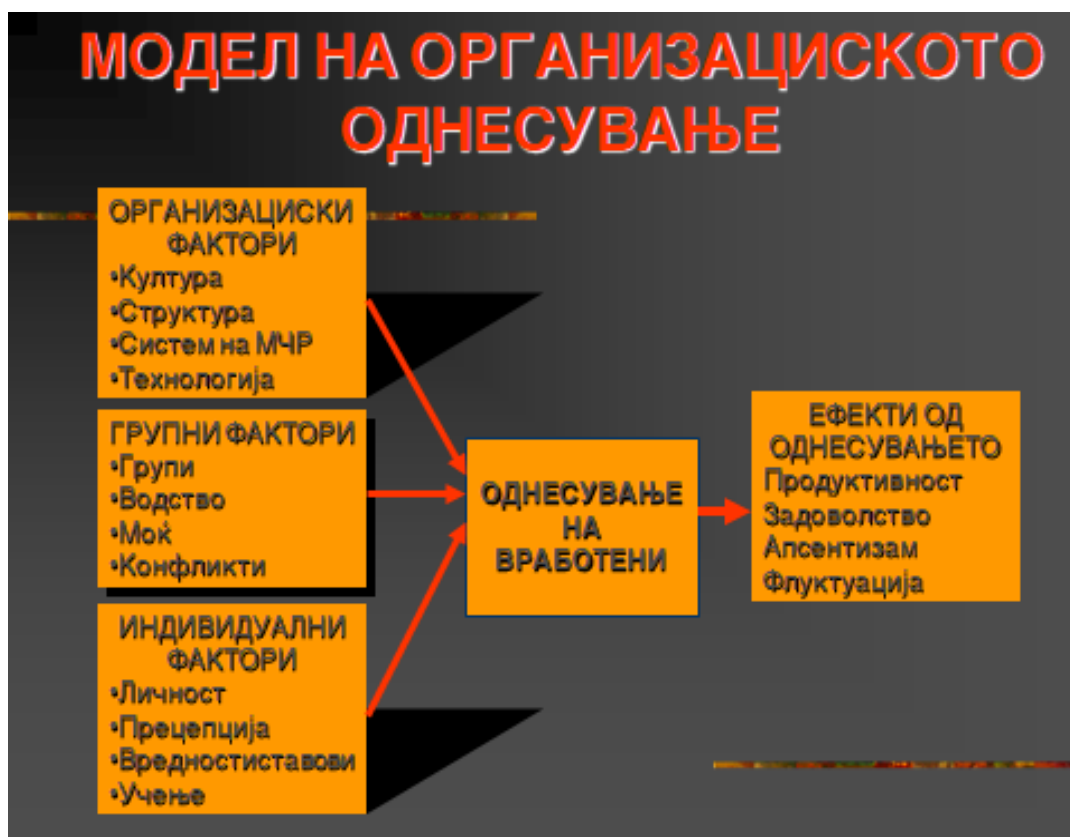 МОДЕЛ НА ОРГАНИЗАЦИСКОТО
ОДНЕСУВАЊЕ
ОРГАНИЗАЦИСКИ
ФАКТОРИ
•Култура
•Структура
•Систем на МЧР
•Технологија
ГРУПНИ ФАКТОРИ
•Групи
•Водство
•Моќ
•Конфликти
ИНДИВИДУАЛНИ
ФАКТОРИ
•Личност
•Прецепција
•Вредностиставови
•Учење
ОДНЕСУВАЊЕ
НА
ВРАБОТЕНИ
ЕФЕКТИ ОД
ОДНЕСУВАЊЕТО
Продуктивност
Задоволство
Апсентизам
Флуктуација